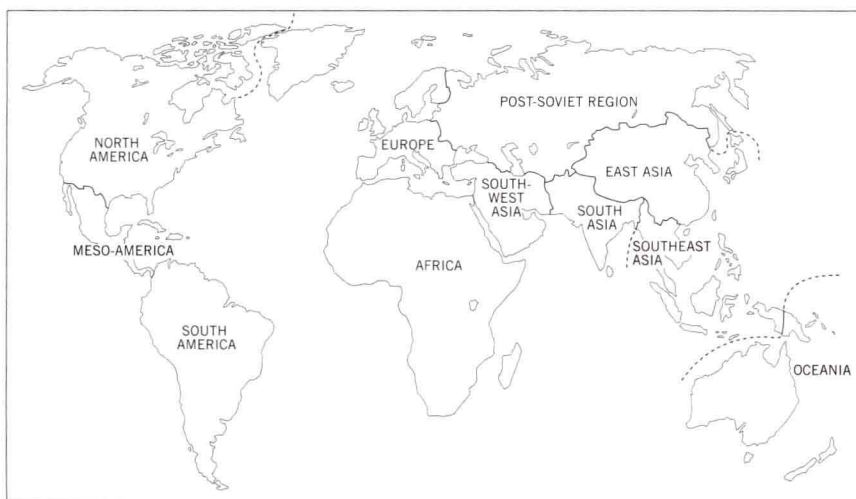 NORTH
AMERICA
MESO-AMERICA
SOUTH
AMERICA
EUROPE
AFRICA
POST-SOVIET REGION
SOUTH-
WEST
ASIA
SOUTH
ASIA
EAST ASIA
SOUTHEAST
ASIA
OCEANIA